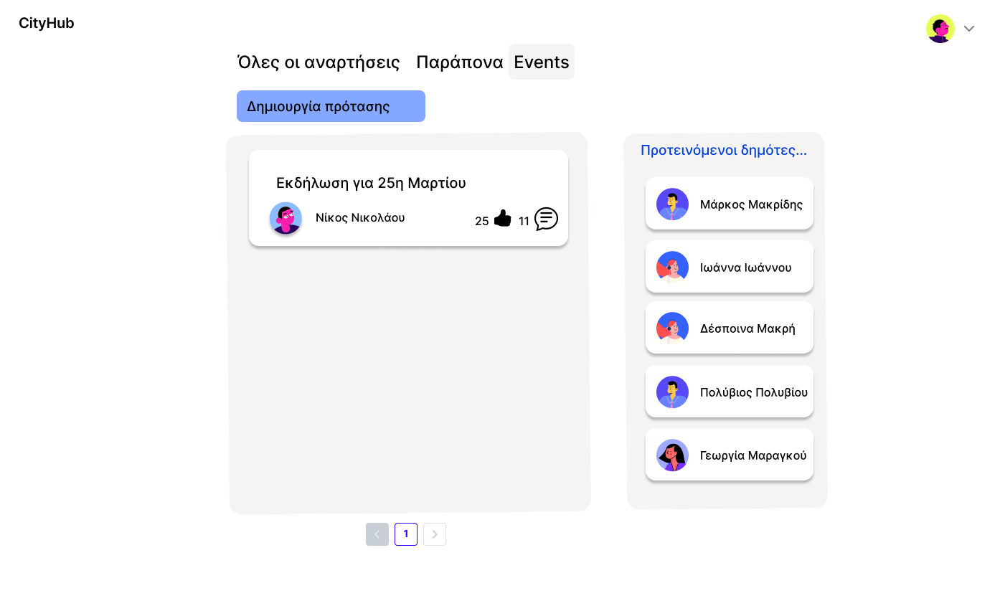 CityHub
Όλες οι αναρτήσεις Παράπονα Events
Δημιουργία πρότασης
Εκδήλωση για 25η Μαρτίου
Νίκος Νικολάου 25 11
1
Προτεινόμενοι δημότες...
Μάρκος Μακρίδης
Ιωάννα Ιωάννου
Δέσποινα Μακρή
Πολύβιος Πολυβίου
Γεωργία Μαραγκού